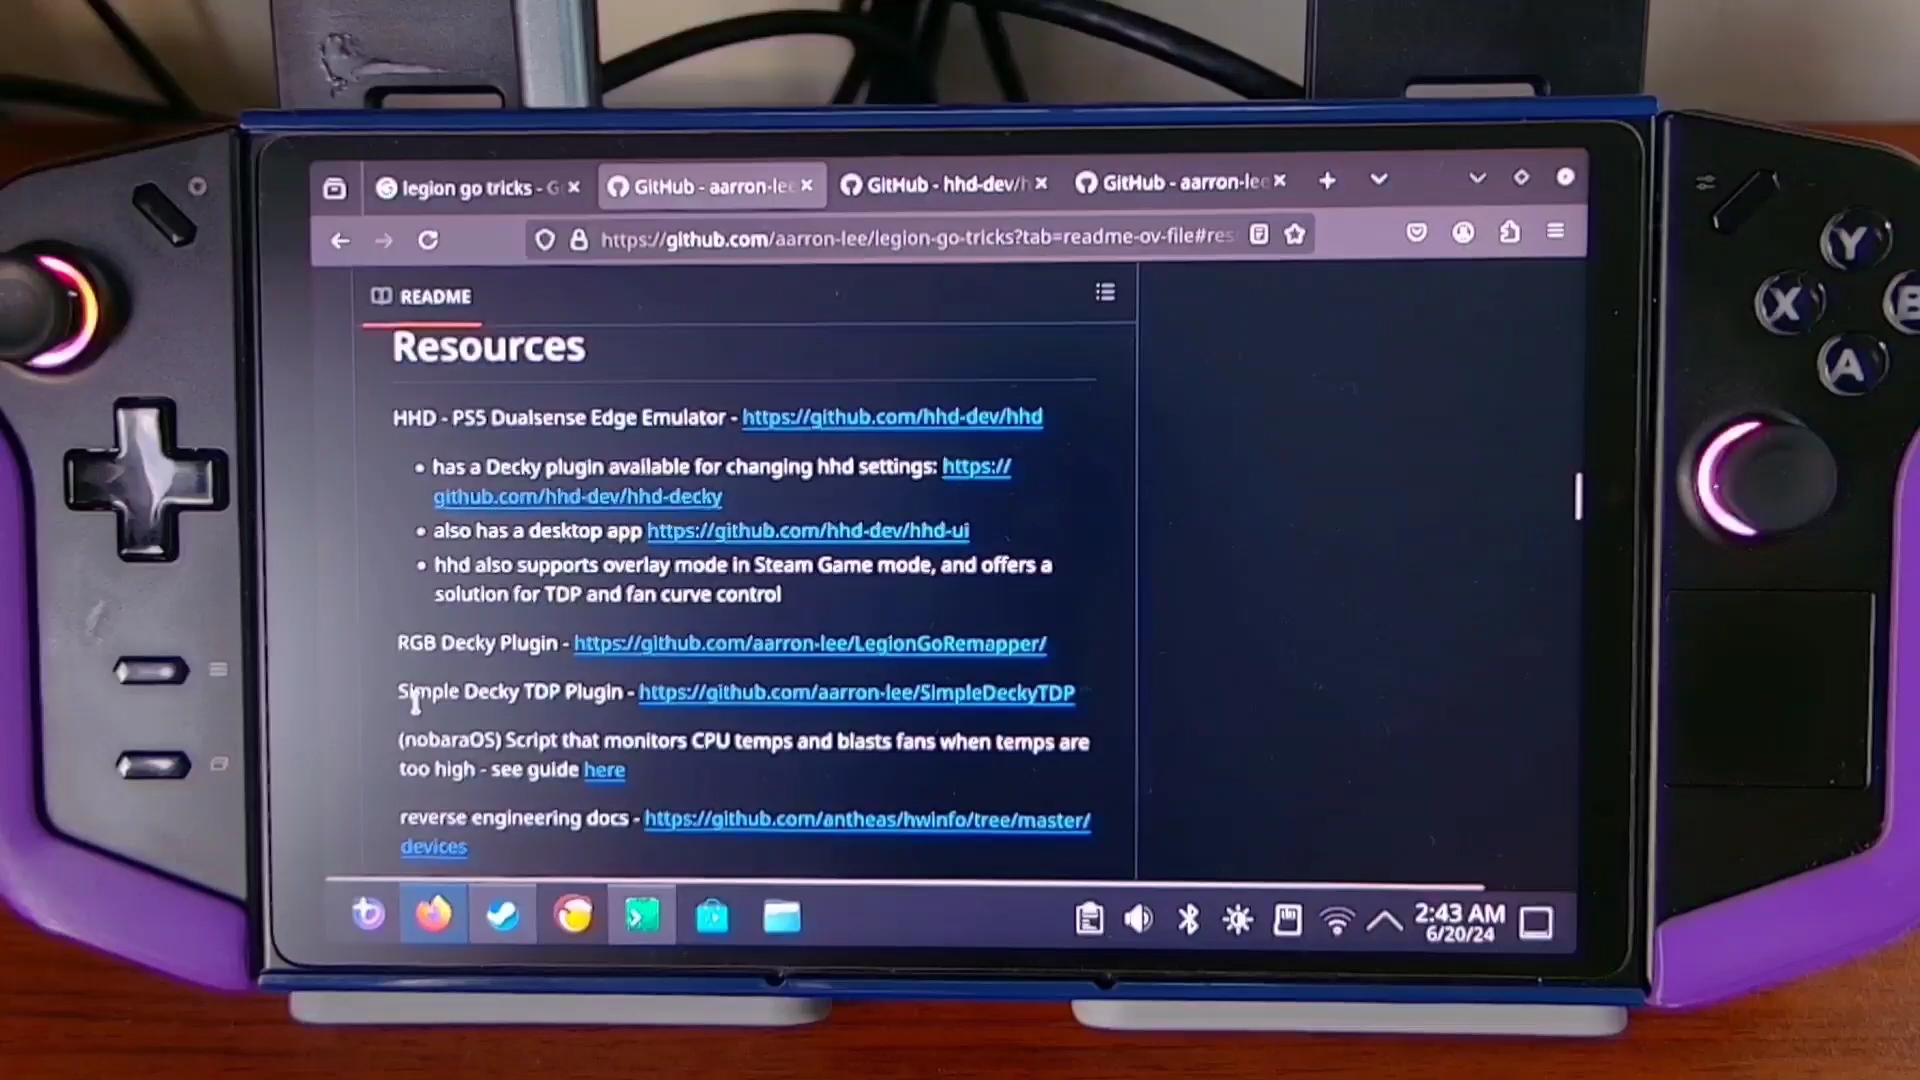 legion go tricks - G
GitHub - aarron-lee
GitHub - hhd-dev/h
GitHub - aarron-lee
https://github.com/aarron-lee/legion-go-tricks?tab=readme-ov-file#res
README
Resources
HHD - PS5 Dualsense Edge Emulator - https://github.com/hhd-dev/hhd
• has a Decky plugin available for changing hhd settings: https://
github.com/hhd-dev/hhd-decky
• also has a desktop app https://github.com/hhd-dev/hhd-ui
• hhd also supports overlay mode in Steam Game mode, and offers a
solution for TDP and fan curve control
RGB Decky Plugin - https://github.com/aarron-lee/LegionGoRemapper/
Simple Decky TDP Plugin - https://github.com/aarron-lee/SimpleDeckyTDP
(nobaraOS) Script that monitors CPU temps and blasts fans when temps are
too high - see guide here
reverse engineering docs - https://github.com/antheas/hwinfo/tree/master/
devices
2:43 AM
6/20/24
Y
X
B
A